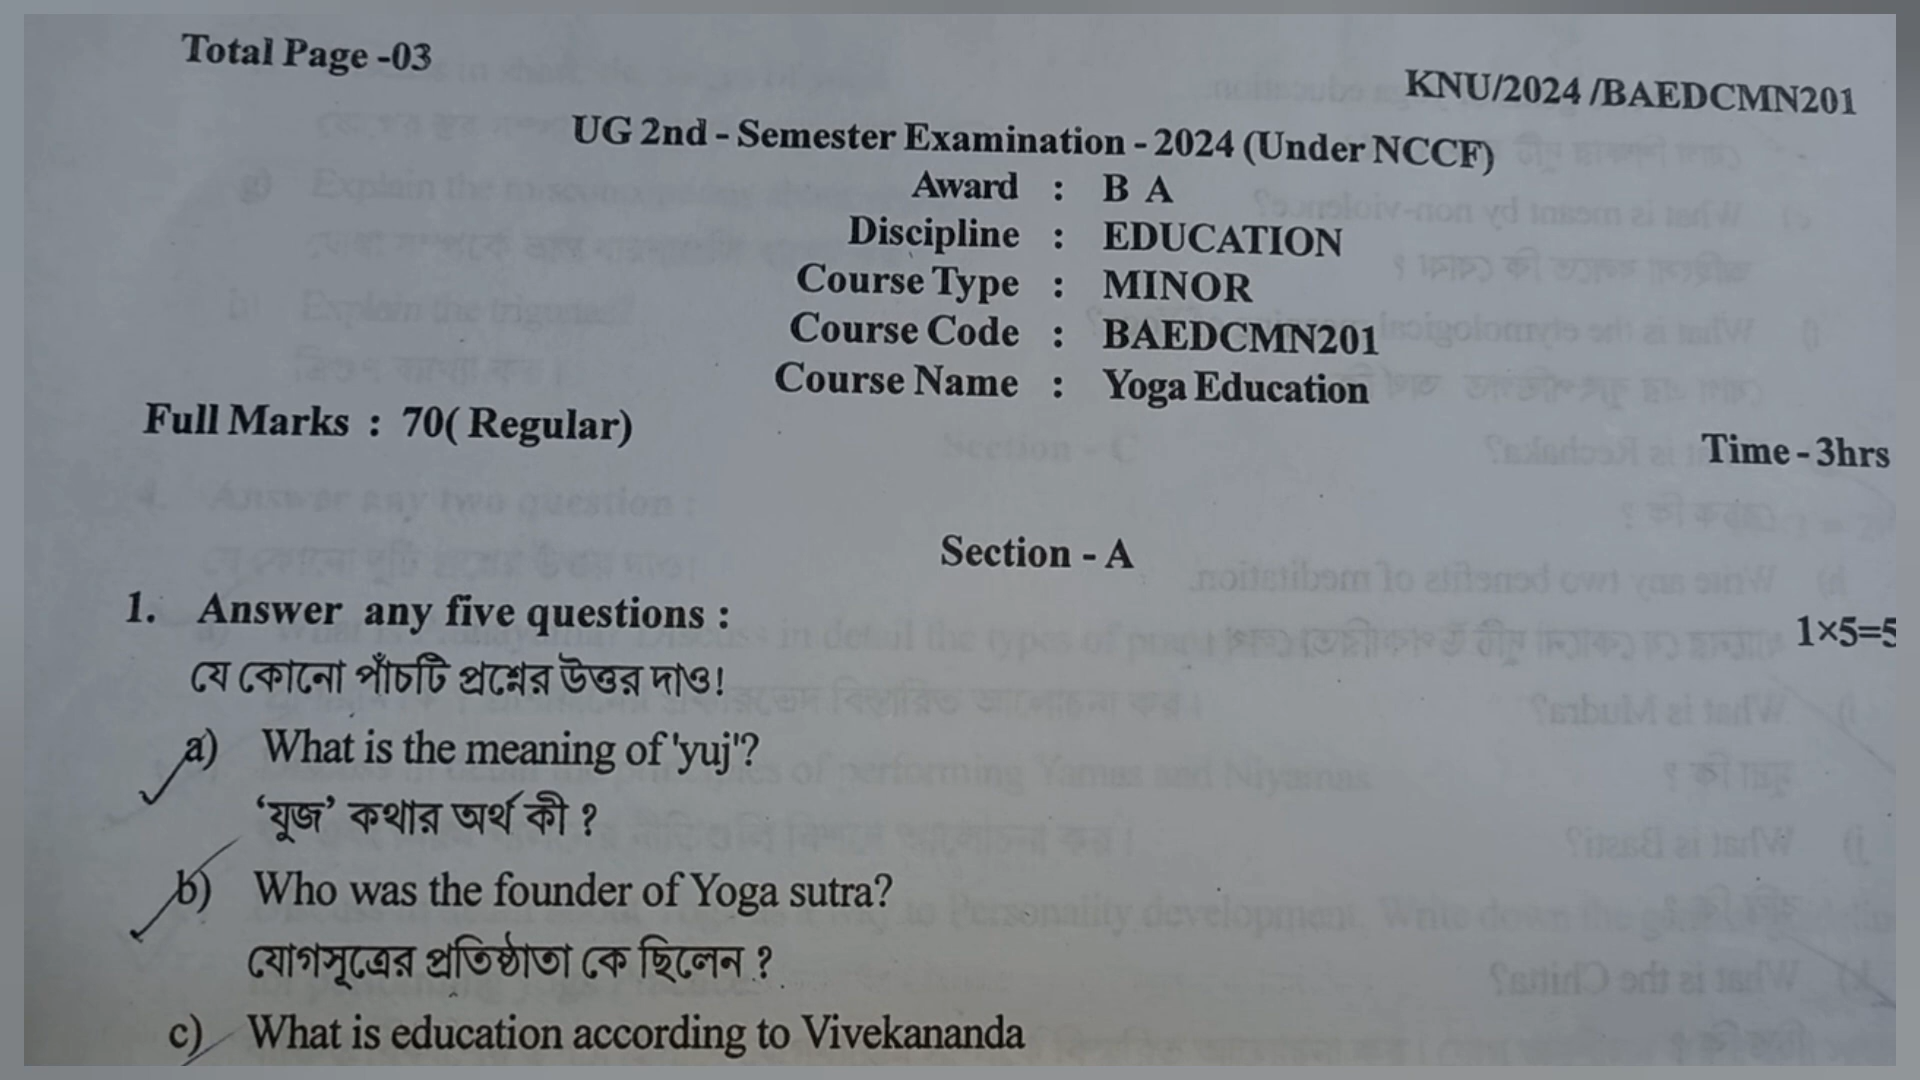 Total Page -03
KNU/2024 /BAEDCMN201
UG 2nd - Semester Examination - 2024 (Under NCCF)
Award : B A
Discipline : EDUCATION
Course Type : MINOR
Course Code : BAEDCMN201
Course Name : Yoga Education
Full Marks : 70( Regular)
Time - 3hrs
Section - A
1. Answer any five questions :
1×5=5
যে কোনো পাঁচটি প্রশ্নের উত্তর দাও!
a) What is the meaning of 'yuj'?
‘যুজ’ কথার অর্থ কী ?
b) Who was the founder of Yoga sutra?
যোগসূত্রের প্রতিষ্ঠাতা কে ছিলেন ?
c) What is education according to Vivekananda